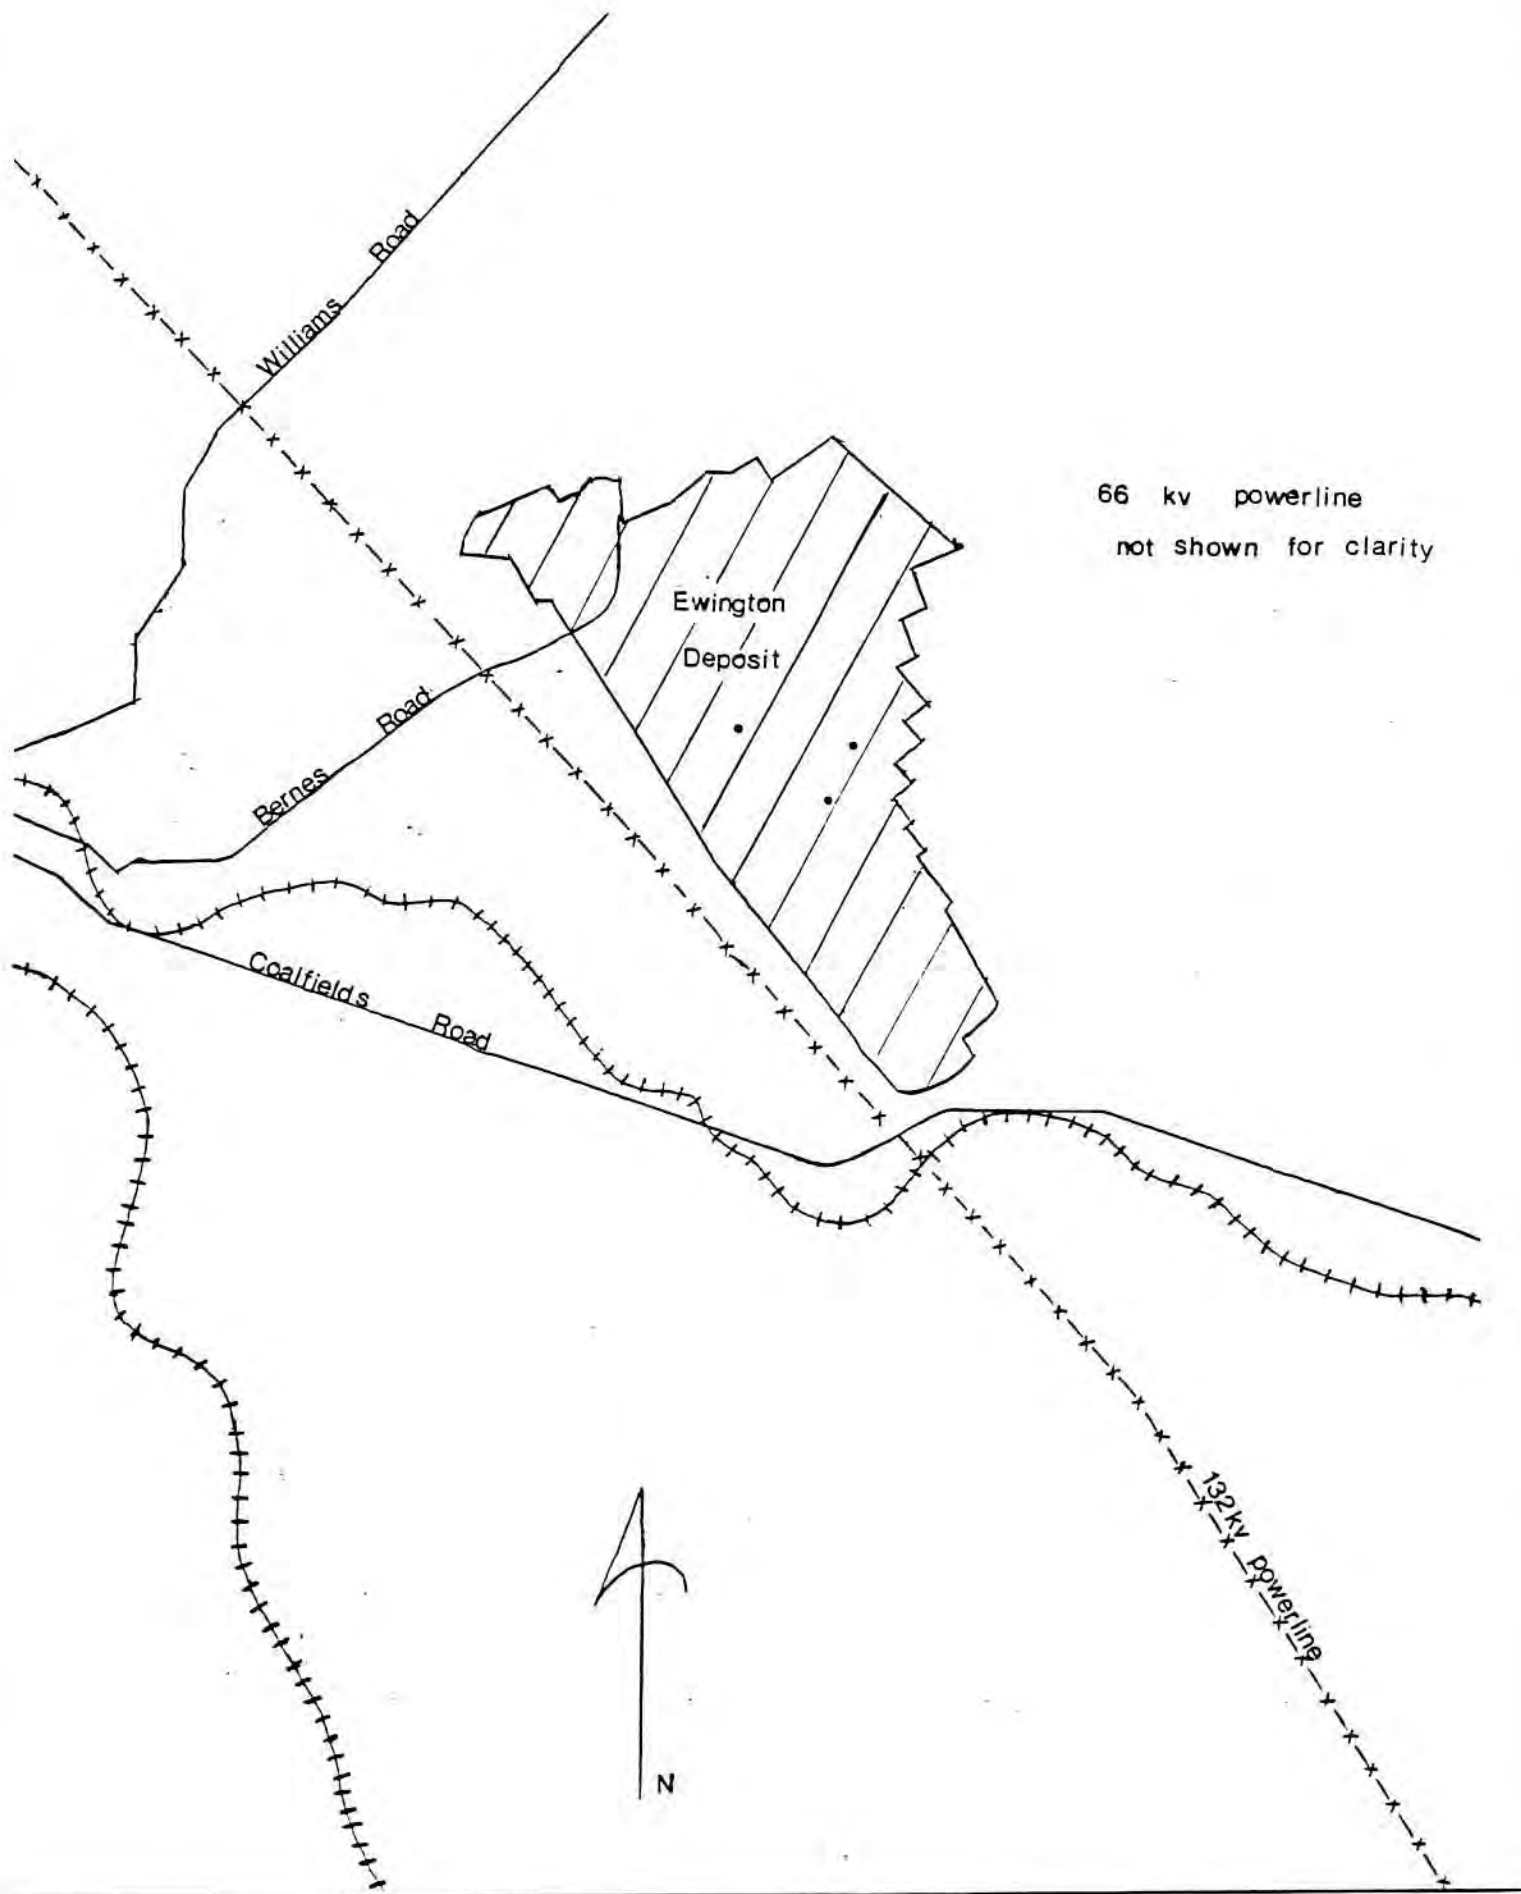 Williams Road
66 kv powerline
not shown for clarity
Ewington
Deposit
Bernes Road
Coalfields Road
132kv powerline
N